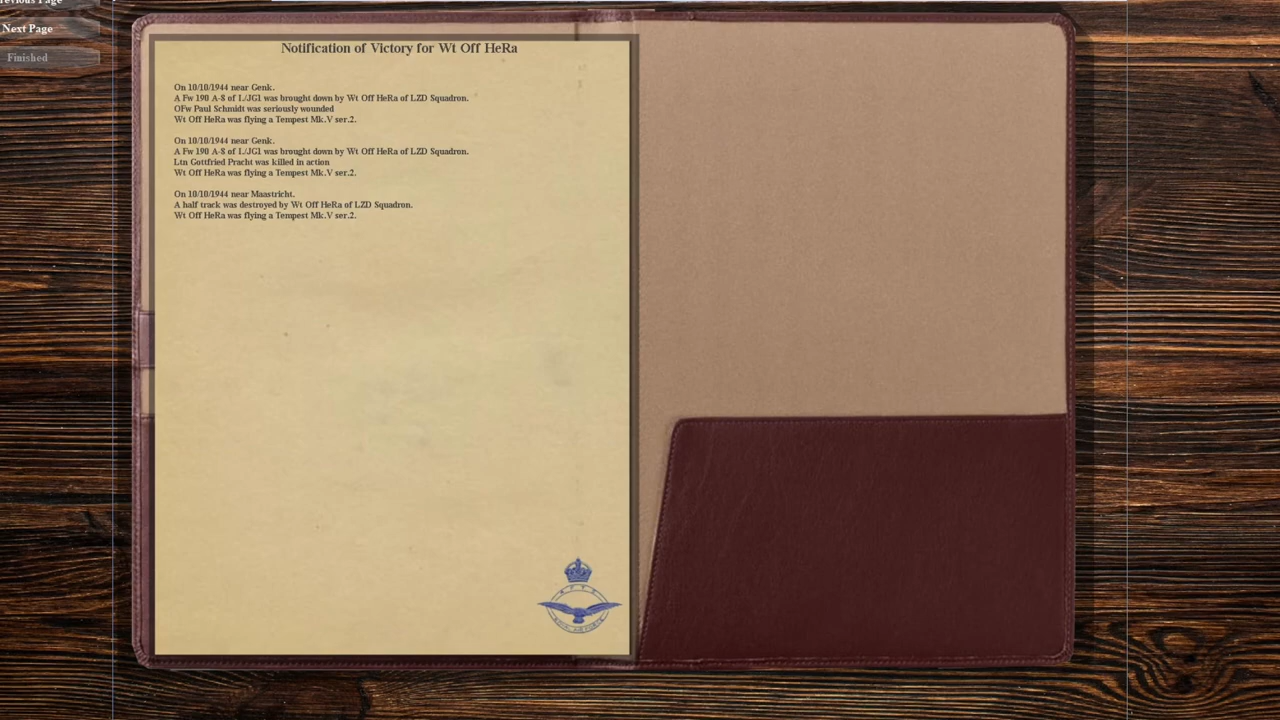 Previous Page
Next Page
Finished
Notification of Victory for Wt Off HeRa
On 10/10/1944 near Genk.
A Fw 190 A-8 of 1./JG1 was brought down by Wt Off HeRa of LZD Squadron.
OFw Paul Schmidt was seriously wounded
Wt Off HeRa was flying a Tempest Mk.V ser.2.
On 10/10/1944 near Genk.
A Fw 190 A-8 of 1./JG1 was brought down by Wt Off HeRa of LZD Squadron.
Ltn Gottfried Pracht was killed in action
Wt Off HeRa was flying a Tempest Mk.V ser.2.
On 10/10/1944 near Maastricht.
A half track was destroyed by Wt Off HeRa of LZD Squadron.
Wt Off HeRa was flying a Tempest Mk.V ser.2.